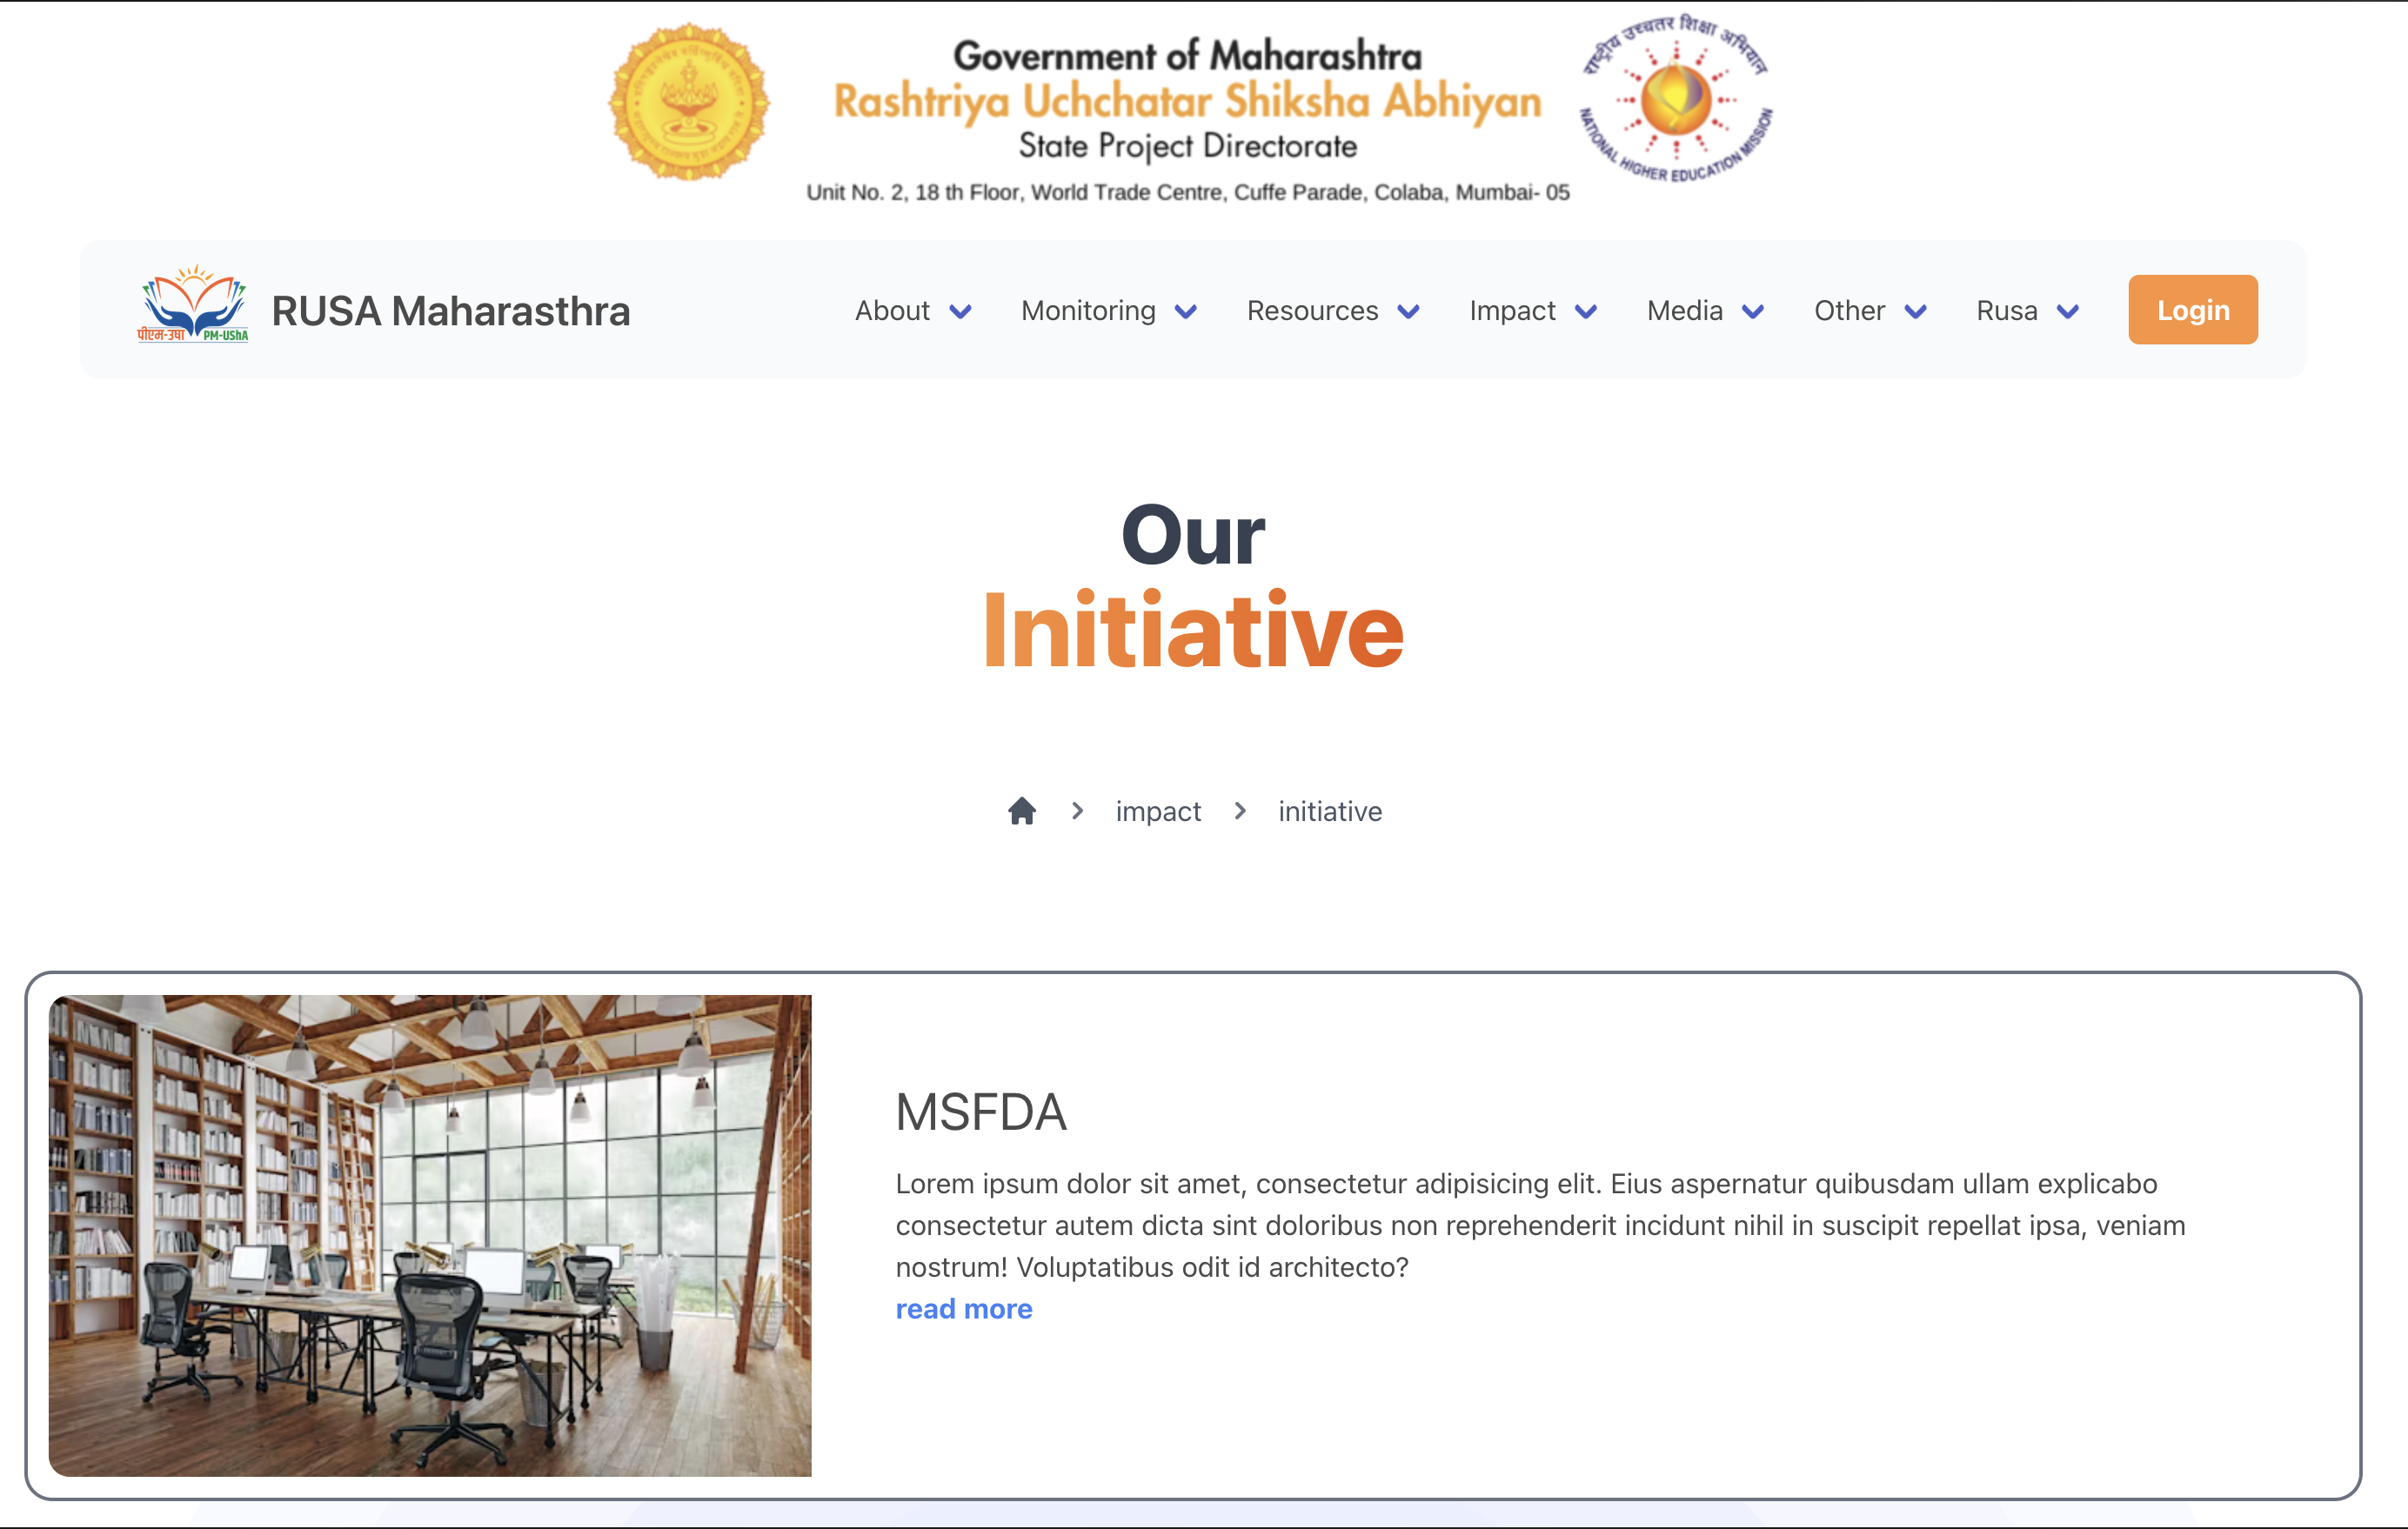 Government of Maharashtra
Rashtriya Uchchatar Shiksha Abhiyan
State Project Directorate
Unit No. 2, 18 th Floor, World Trade Centre, Cuffe Parade, Colaba, Mumbai- 05
राष्ट्रीय उच्चतर शिक्षा अभियान
NATIONAL HIGHER EDUCATION MISSION
पीएम-उषा PM-UShA
RUSA Maharasthra
About
Monitoring
Resources
Impact
Media
Other
Rusa
Login
Our
Initiative
impact
initiative
MSFDA
Lorem ipsum dolor sit amet, consectetur adipisicing elit. Eius aspernatur quibusdam ullam explicabo
consectetur autem dicta sint doloribus non reprehenderit incidunt nihil in suscipit repellat ipsa, veniam
nostrum! Voluptatibus odit id architecto?
read more